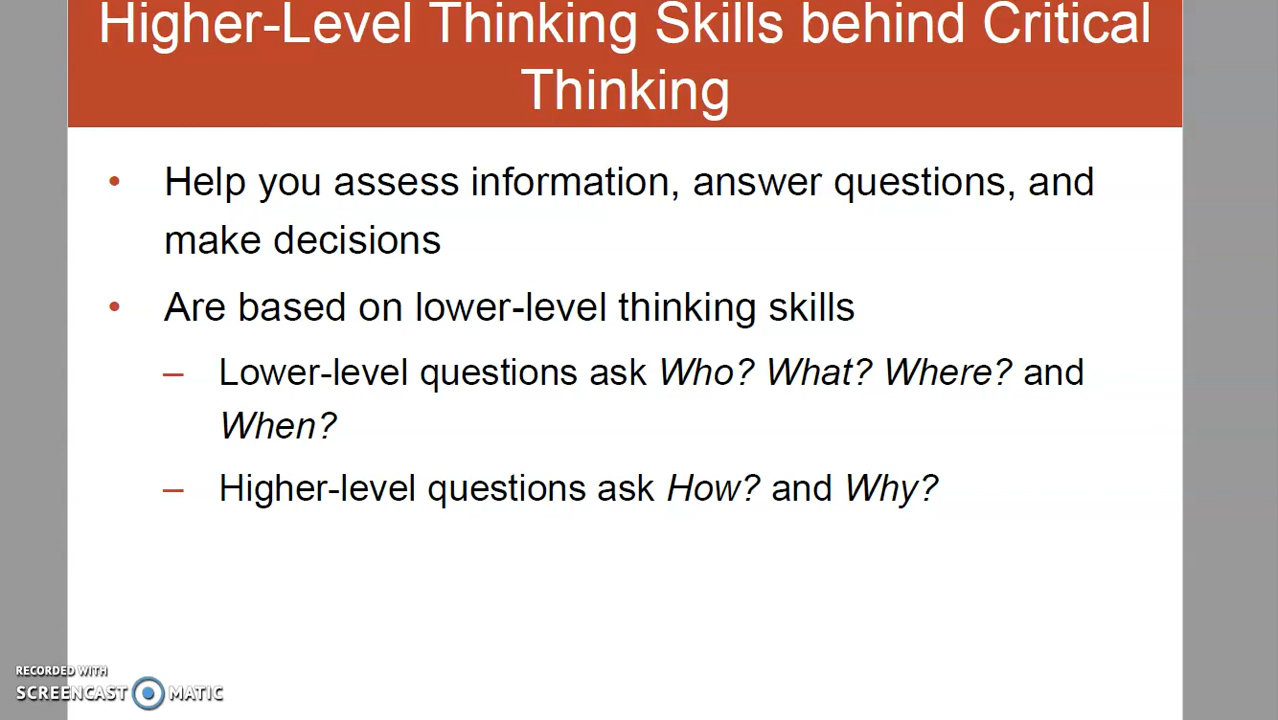 Higher-Level Thinking Skills behind Critical
Thinking
• Help you assess information, answer questions, and
make decisions
• Are based on lower-level thinking skills
– Lower-level questions ask Who? What? Where? and
When?
– Higher-level questions ask How? and Why?
RECORDED WITH
SCREENCAST MATIC